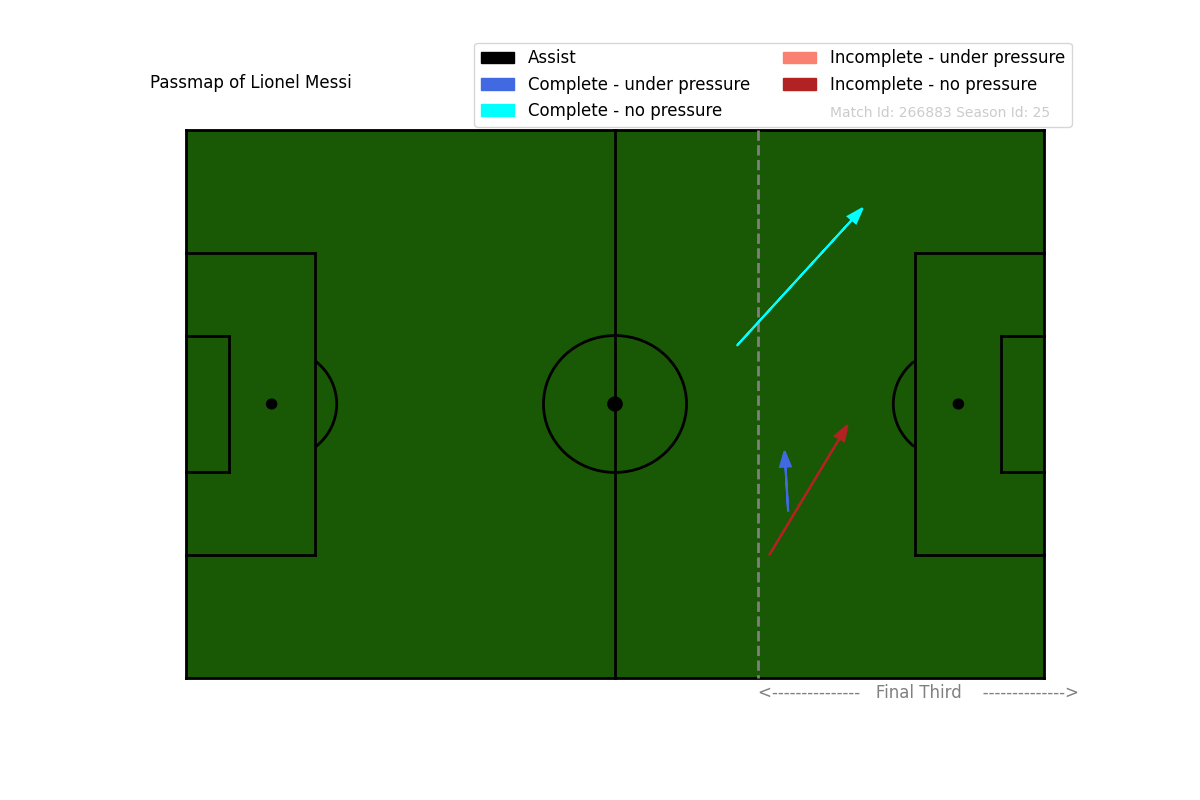 Passmap of Lionel Messi
Assist
Complete - under pressure
Complete - no pressure
Incomplete - under pressure
Incomplete - no pressure
Match Id: 266883 Season Id: 25
<--------------- Final Third -------------->